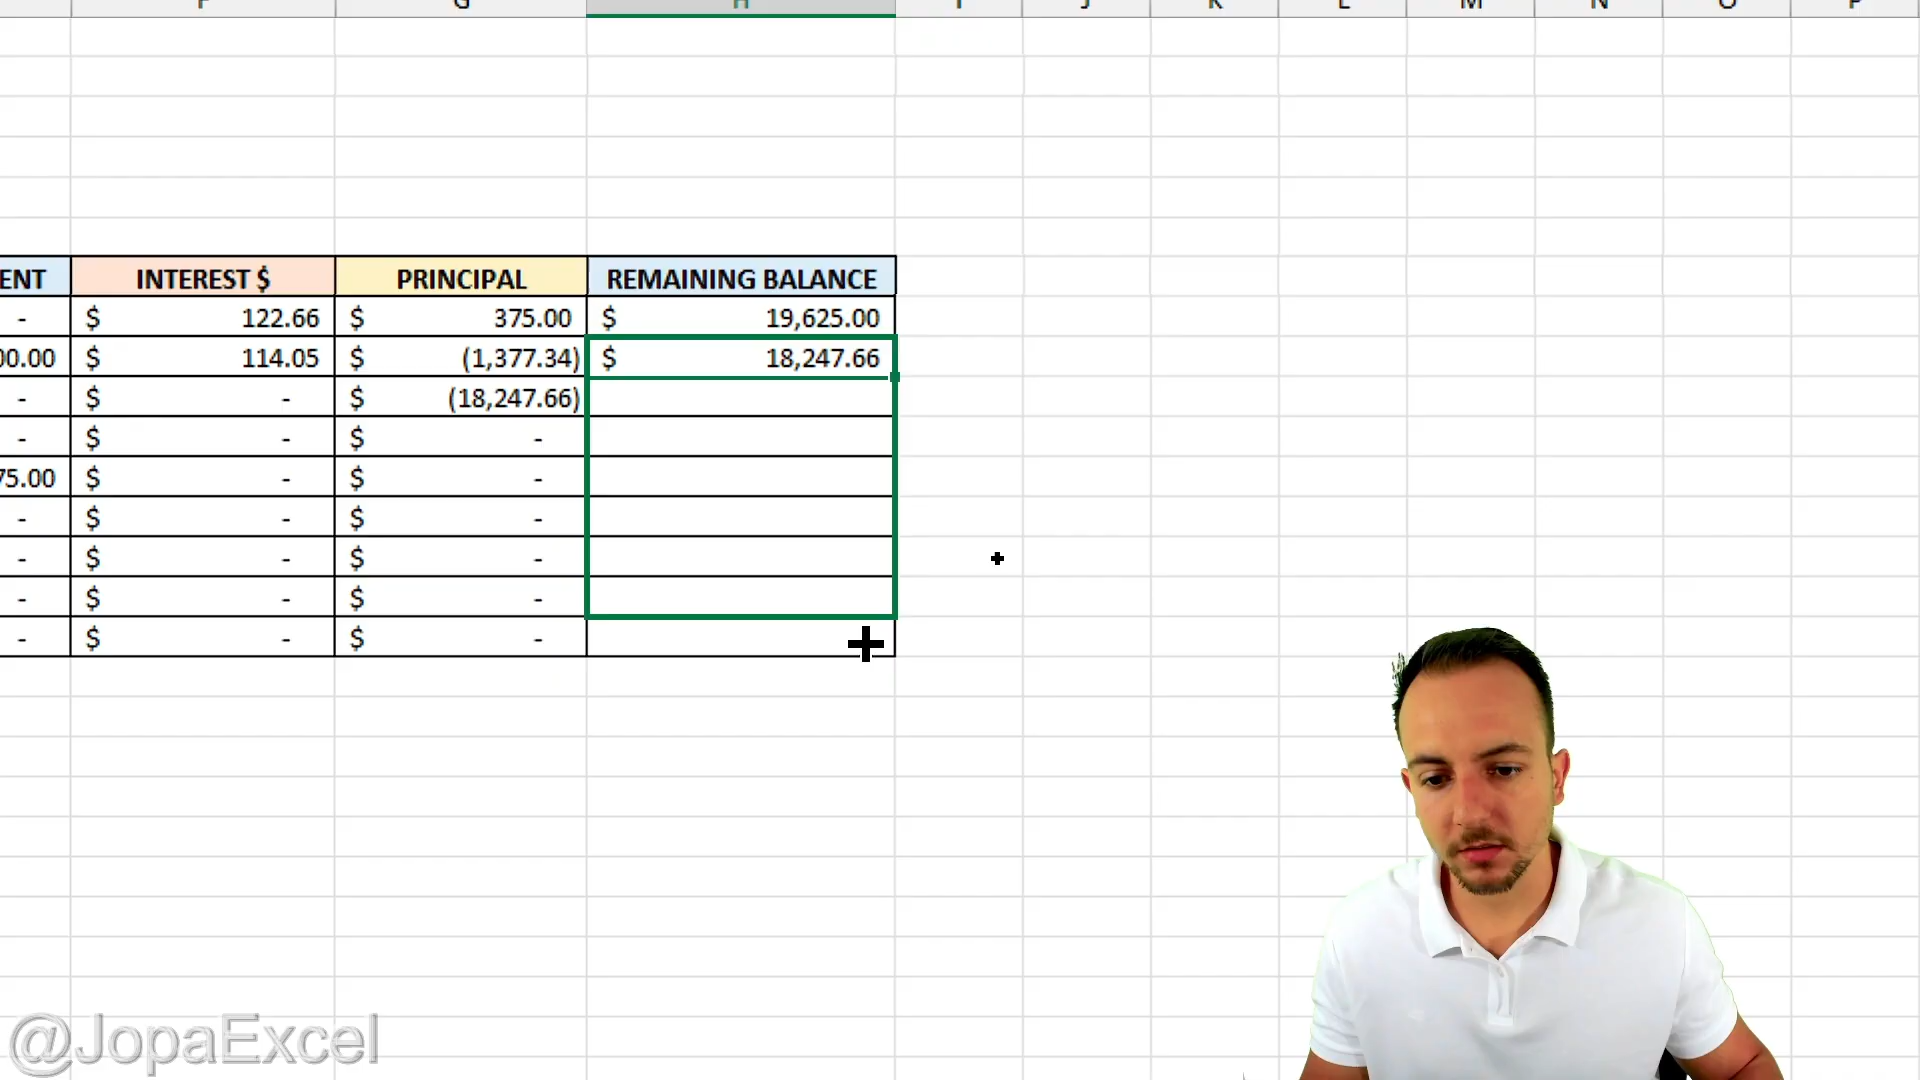 F G H I J K L M N O P
ENT INTEREST $ PRINCIPAL REMAINING BALANCE
- $ 122.66 $ 375.00 $ 19,625.00
00.00 $ 114.05 $ (1,377.34) $ 18,247.66
- $ - $ (18,247.66)
- $ - $ -
75.00 $ - $ -
- $ - $ -
- $ - $ -
- $ - $ -
- $ - $ -
@JopaExcel